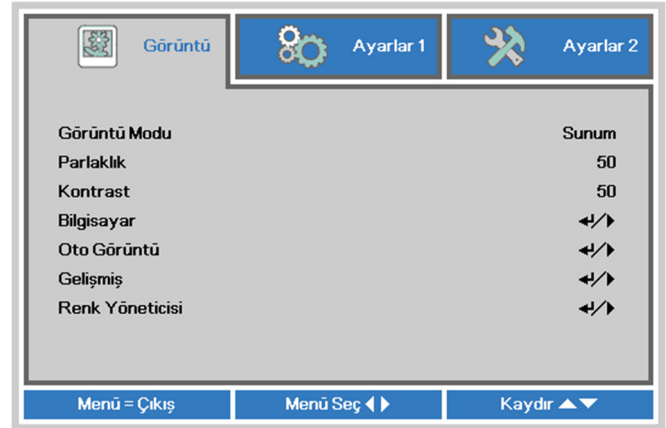 Görüntü Ayarlar 1 Ayarlar 2
Görüntü Modu Sunum
Parlaklık 50
Kontrast 50
Bilgisayar ↵/▶
Oto Görüntü ↵/▶
Gelişmiş ↵/▶
Renk Yöneticisi ↵/▶
Menü = Çıkış Menü Seç ◀▶ Kaydır ▲▼